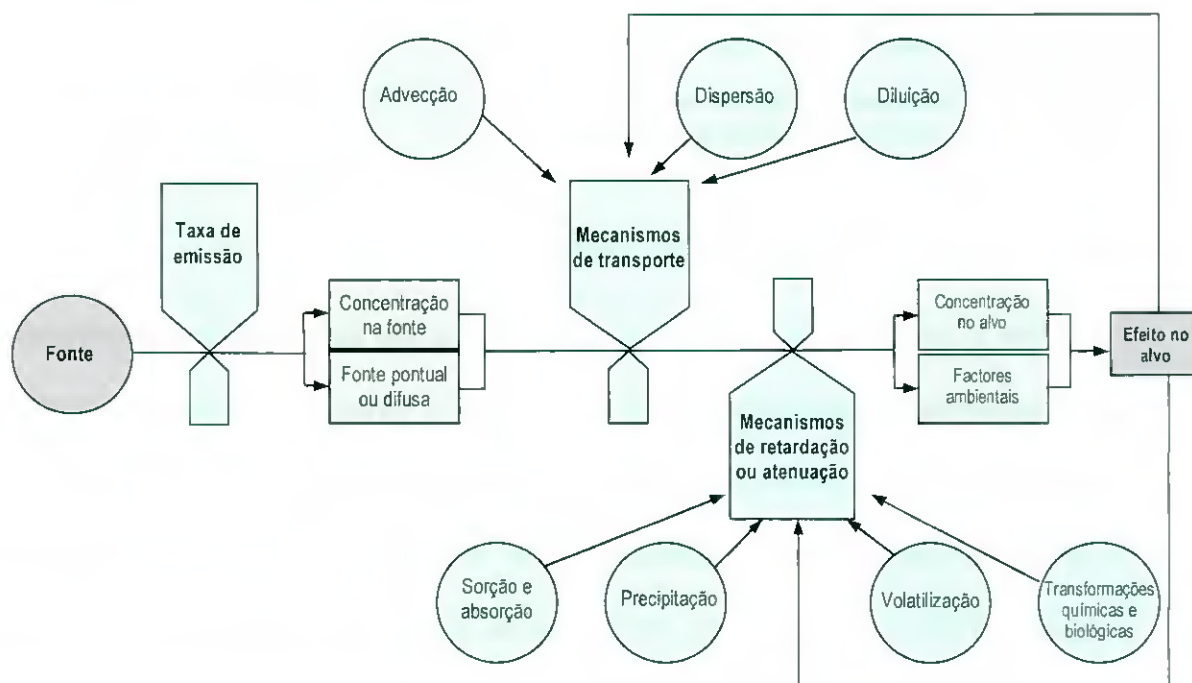 Advecção
Dispersão
Diluição
Taxa de
emissão
Mecanismos
de transporte
Fonte
Concentração
na fonte
Fonte pontual
ou difusa
Concentração
no alvo
Factores
ambientais
Efeito no
alvo
Mecanismos
de retardação
ou atenuação
Sorção e
absorção
Precipitação
Volatilização
Transformações
químicas e
biológicas